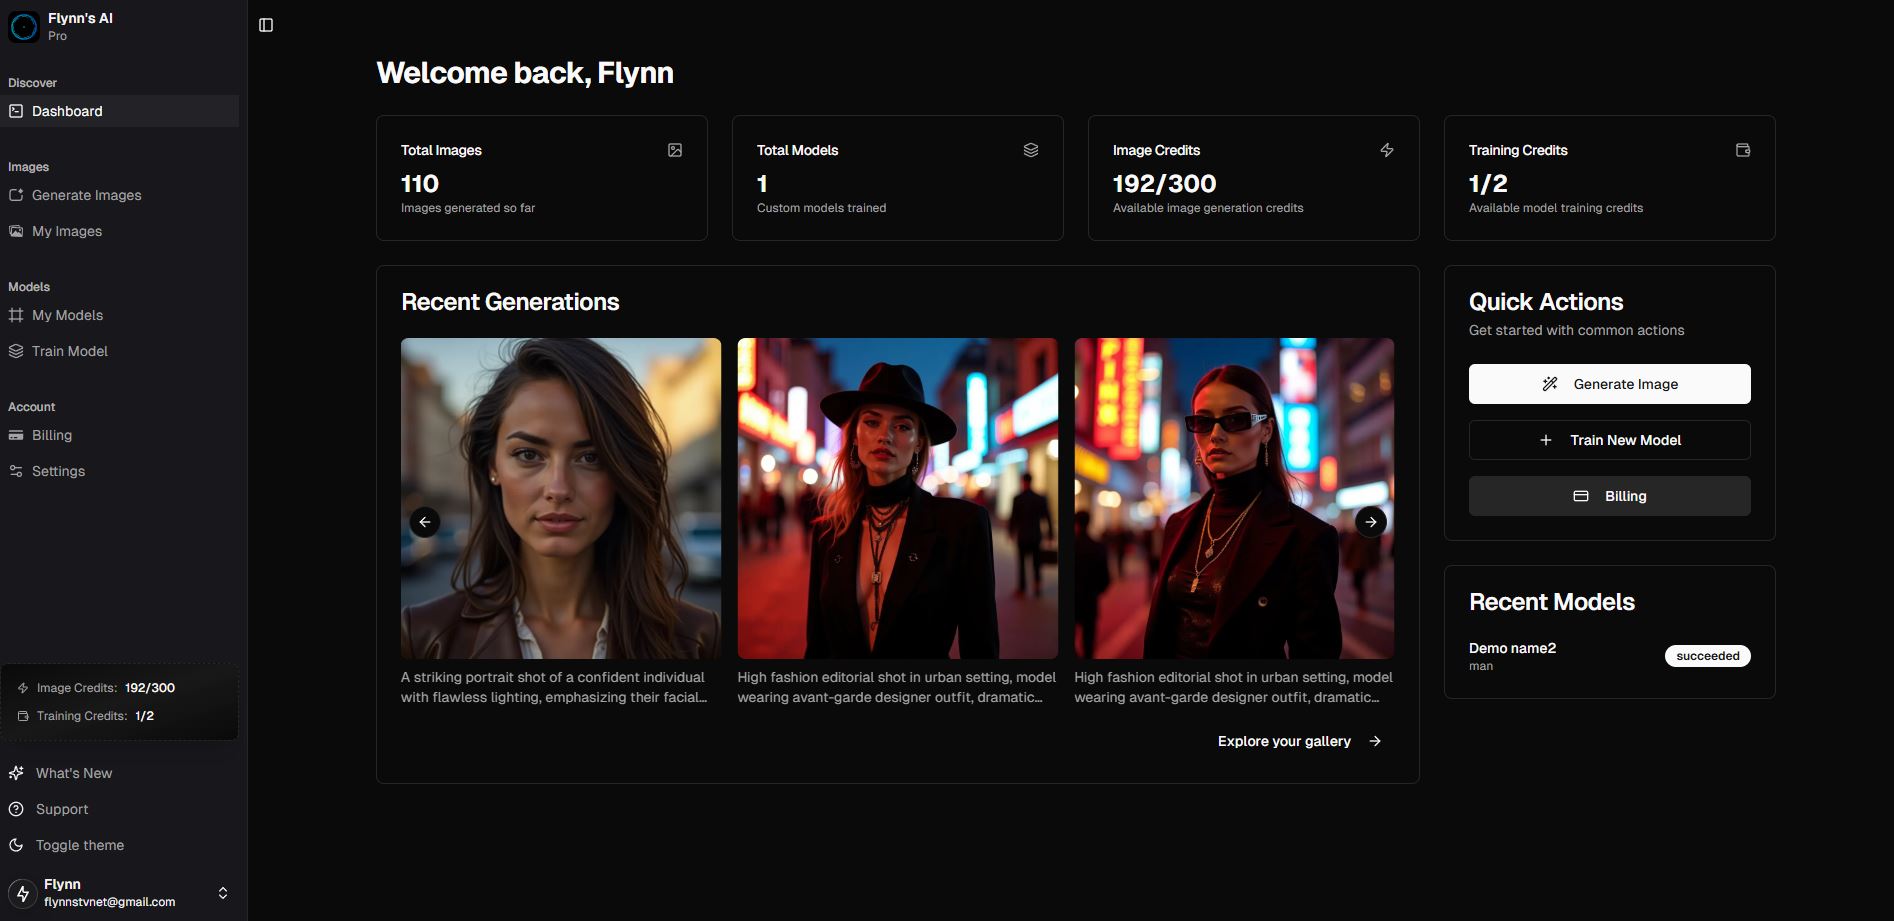 Flynn's AI
Pro
Discover
Dashboard
Images
Generate Images
My Images
Models
My Models
Train Model
Account
Billing
Settings
Image Credits: 192/300
Training Credits: 1/2
What's New
Support
Toggle theme
Flynn
flynnstvnet@gmail.com
Welcome back, Flynn
Total Images
110
Images generated so far
Total Models
1
Custom models trained
Image Credits
192/300
Available image generation credits
Training Credits
1/2
Available model training credits
Recent Generations
A striking portrait shot of a confident individual
with flawless lighting, emphasizing their facial...
High fashion editorial shot in urban setting, model
wearing avant-garde designer outfit, dramatic...
High fashion editorial shot in urban setting, model
wearing avant-garde designer outfit, dramatic...
Explore your gallery
Quick Actions
Get started with common actions
Generate Image
Train New Model
Billing
Recent Models
Demo name2
man
succeeded